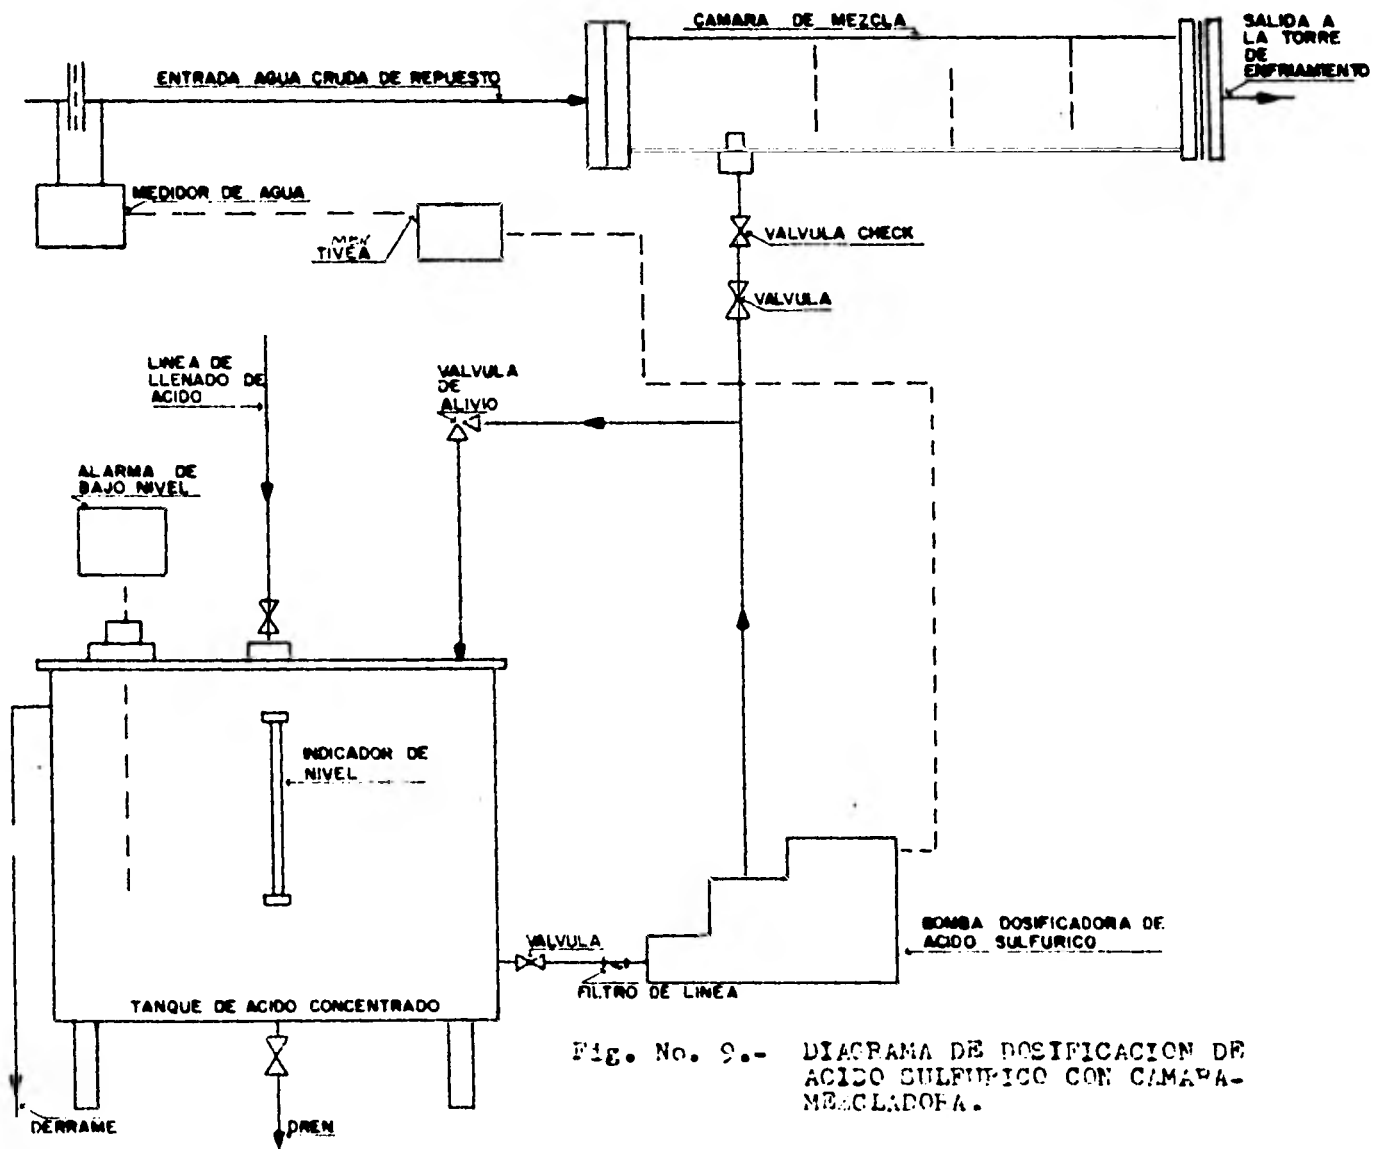 CAMARA DE MEZCLA
SALIDA A
LA TORRE
DE
ENFRIAMIENTO
ENTRADA AGUA CRUDA DE REPUESTO
MEDIDOR DE AGUA
VALVULA CHECK
VALVULA
LINEA DE
LLENADO DE
ACIDO
VALVULA
DE
ALIVIO
ALARMA DE
BAJO NIVEL
INDICADOR DE
NIVEL
BOMBA DOSIFICADORA DE
ACIDO SULFURICO
VALVULA
FILTRO DE LINEA
TANQUE DE ACIDO CONCENTRADO
DERRAME
DREN
Fig. No. 9.- DIAGRAMA DE DOSIFICACION DE
ACIDO SULFURICO CON CAMARA-
MEZCLADORA.